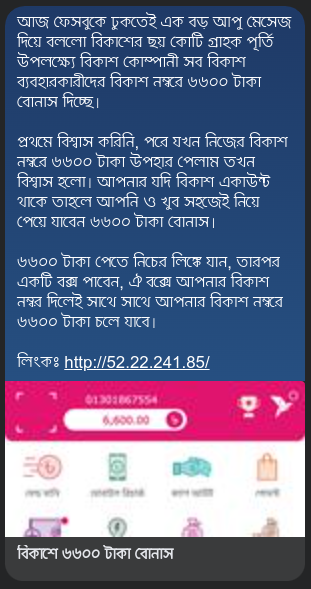 আজ ফেসবুকে ঢুকতেই এক বড় আপু মেসেজ
দিয়ে বললো বিকাশের ছয় কোটি গ্রাহক পূর্তি
উপলক্ষ্যে বিকাশ কোম্পানী সব বিকাশ
ব্যবহারকারীদের বিকাশ নম্বরে ৬৬০০ টাকা
বোনাস দিচ্ছে।
প্রথমে বিশ্বাস করিনি, পরে যখন নিজের বিকাশ
নম্বরে ৬৬০০ টাকা উপহার পেলাম তখন
বিশ্বাস হলো। আপনার যদি বিকাশ একাউন্ট
থাকে তাহলে আপনি ও খুব সহজেই নিয়ে
পেয়ে যাবেন ৬৬০০ টাকা বোনাস।
৬৬০০ টাকা পেতে নিচের লিঙ্কে যান, তারপর
একটি বক্স পাবেন, ঐ বক্সে আপনার বিকাশ
নম্বর দিলেই সাথে সাথে আপনার বিকাশ নম্বরে
৬৬০০ টাকা চলে যাবে।
লিংকঃ http://52.22.241.85/
01301867554
6,600.00
সেন্ড মানি মোবাইল রিচার্জ ক্যাশ আউট পেমেন্ট
বিকাশে ৬৬০০ টাকা বোনাস